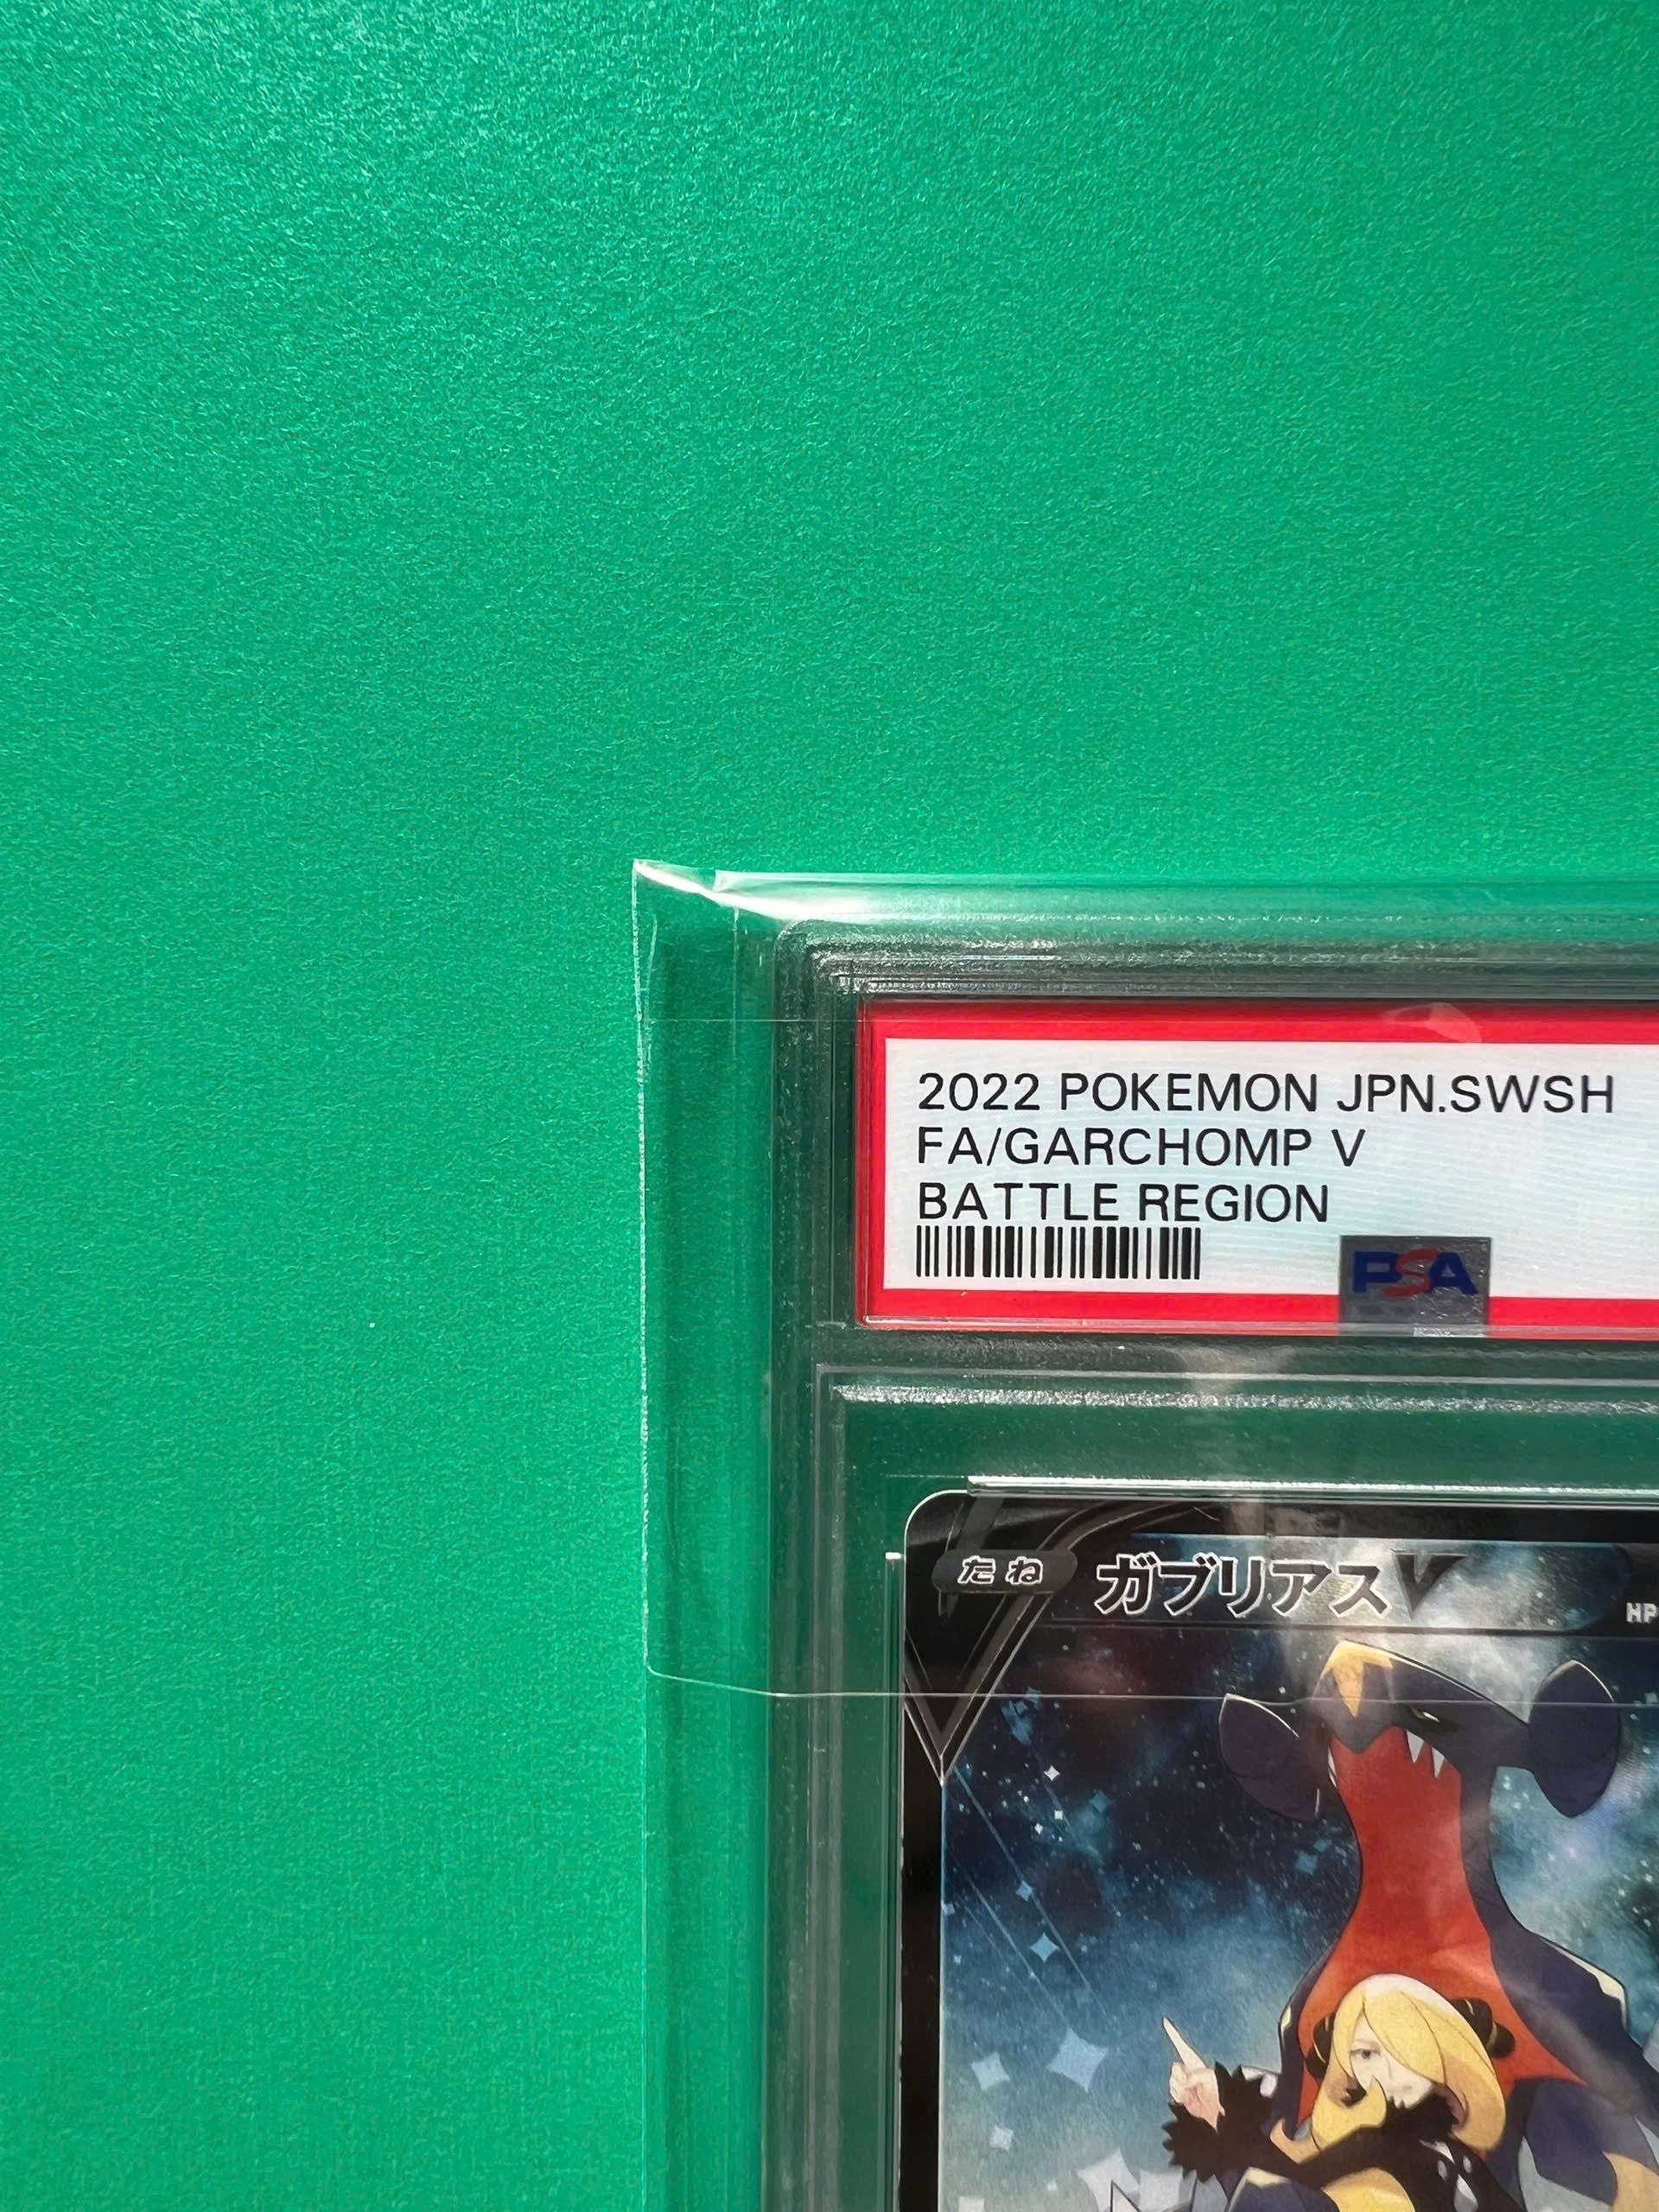 2022 POKEMON JPN.SWSH
FA/GARCHOMP V
BATTLE REGION
PSA
たね ガブリアスV HP